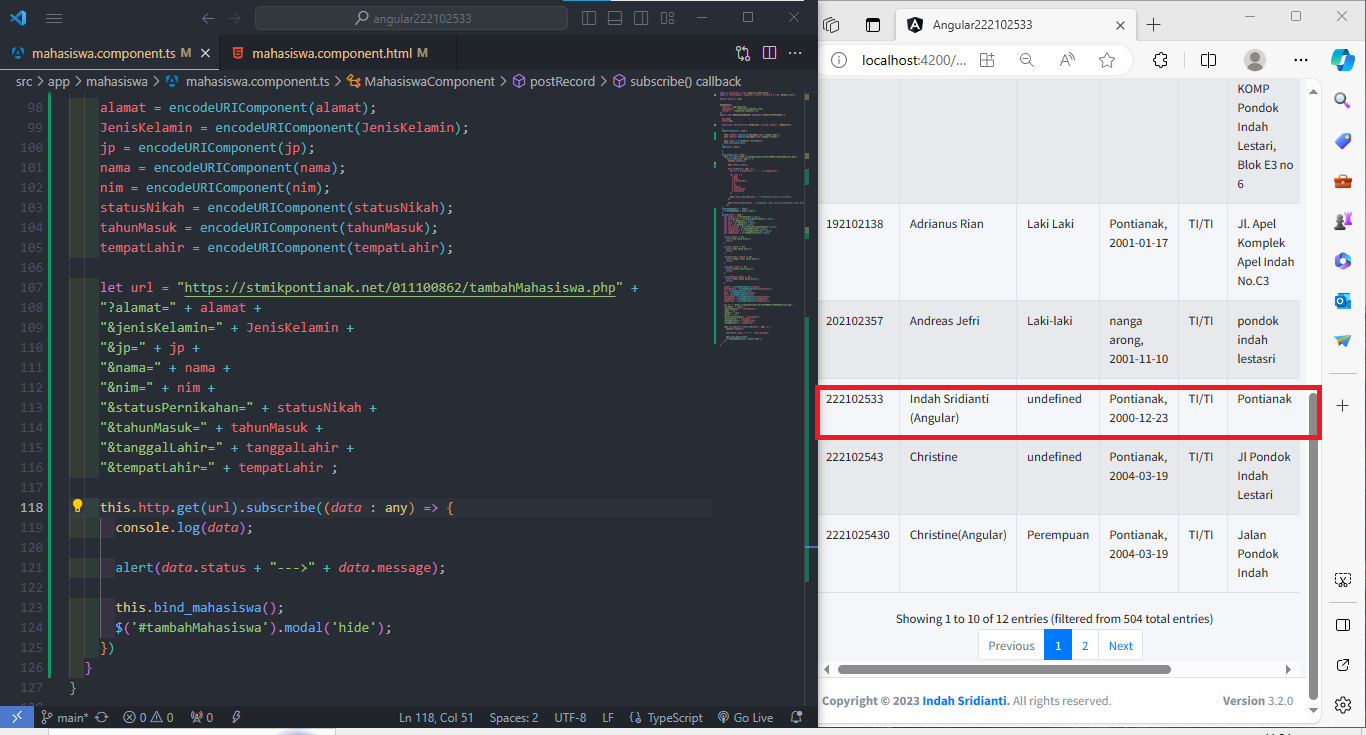 angular222102533
mahasiswa.component.ts M
mahasiswa.component.html M
src > app > mahasiswa > mahasiswa.component.ts > MahasiswaComponent > postRecord > subscribe() callback
98 alamat = encodeURIComponent(alamat);
99 JenisKelamin = encodeURIComponent(JenisKelamin);
100 jp = encodeURIComponent(jp);
101 nama = encodeURIComponent(nama);
102 nim = encodeURIComponent(nim);
103 statusNikah = encodeURIComponent(statusNikah);
104 tahunMasuk = encodeURIComponent(tahunMasuk);
105 tempatLahir = encodeURIComponent(tempatLahir);
106
107 let url = "https://stmikpontianak.net/011100862/tambahMahasiswa.php" +
108 "?alamat=" + alamat +
109 "&jenisKelamin=" + JenisKelamin +
110 "&jp=" + jp +
111 "&nama=" + nama +
112 "&nim=" + nim +
113 "&statusPernikahan=" + statusNikah +
114 "&tahunMasuk=" + tahunMasuk +
115 "&tanggalLahir=" + tanggalLahir +
116 "&tempatLahir=" + tempatLahir ;
117
118 this.http.get(url).subscribe((data : any) => {
119 console.log(data);
120
121 alert(data.status + "--->" + data.message);
122
123 this.bind_mahasiswa();
124 $('#tambahMahasiswa').modal('hide');
125 })
126 }
127 }
main* 0 0 0 Ln 118, Col 51 Spaces: 2 UTF-8 LF TypeScript Go Live
Angular222102533
localhost:4200/...
KOMP
Pondok
Indah
Lestari,
Blok E3 no
6
192102138 Adrianus Rian Laki Laki Pontianak, TI/TI Jl. Apel
2001-01-17 Komplek
Apel Indah
No.C3
202102357 Andreas Jefri Laki-laki nanga TI/TI pondok
arong, indah
2001-11-10 lestasri
222102533 Indah Sridianti undefined Pontianak, TI/TI Pontianak
(Angular) 2000-12-23
222102543 Christine undefined Pontianak, TI/TI Jl Pondok
2004-03-19 Indah
Lestari
2221025430 Christine(Angular) Perempuan Pontianak, TI/TI Jalan
2004-03-19 Pondok
Indah
Showing 1 to 10 of 12 entries (filtered from 504 total entries)
Previous 1 2 Next
Copyright © 2023 Indah Sridianti. All rights reserved. Version 3.2.0